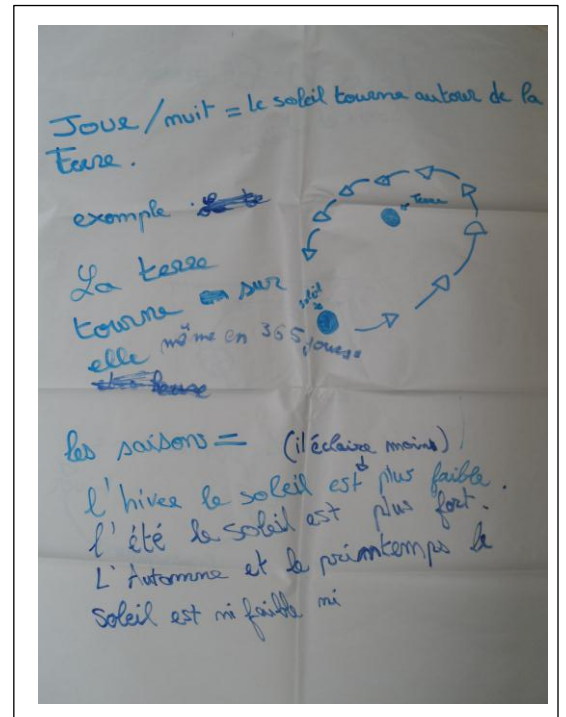 Jour/nuit = le soleil tourne autour de la
terre.
exemple :
Terre
La terre
tourne sur
soleil
elle même en 365 jours.
les saisons = (il éclaire moins)
l'hiver le soleil est plus faible.
l'été le soleil est plus fort.
L'Automne et le primtemps le
soleil est ni faible ni